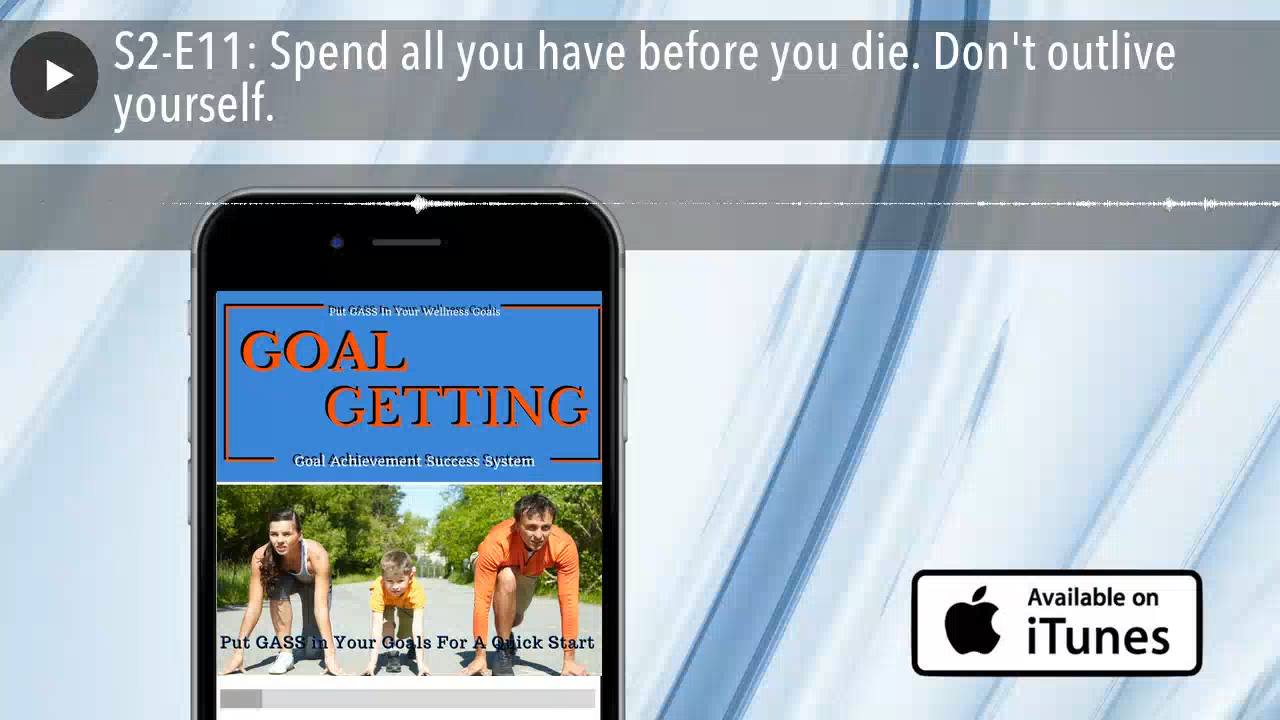 S2-E11: Spend all you have before you die. Don't outlive
yourself.
Put GASS In Your Wellness Goals
GOAL
GETTING
Goal Achievement Success System
Put GASS in Your Goals For A Quick Start
Available on
iTunes